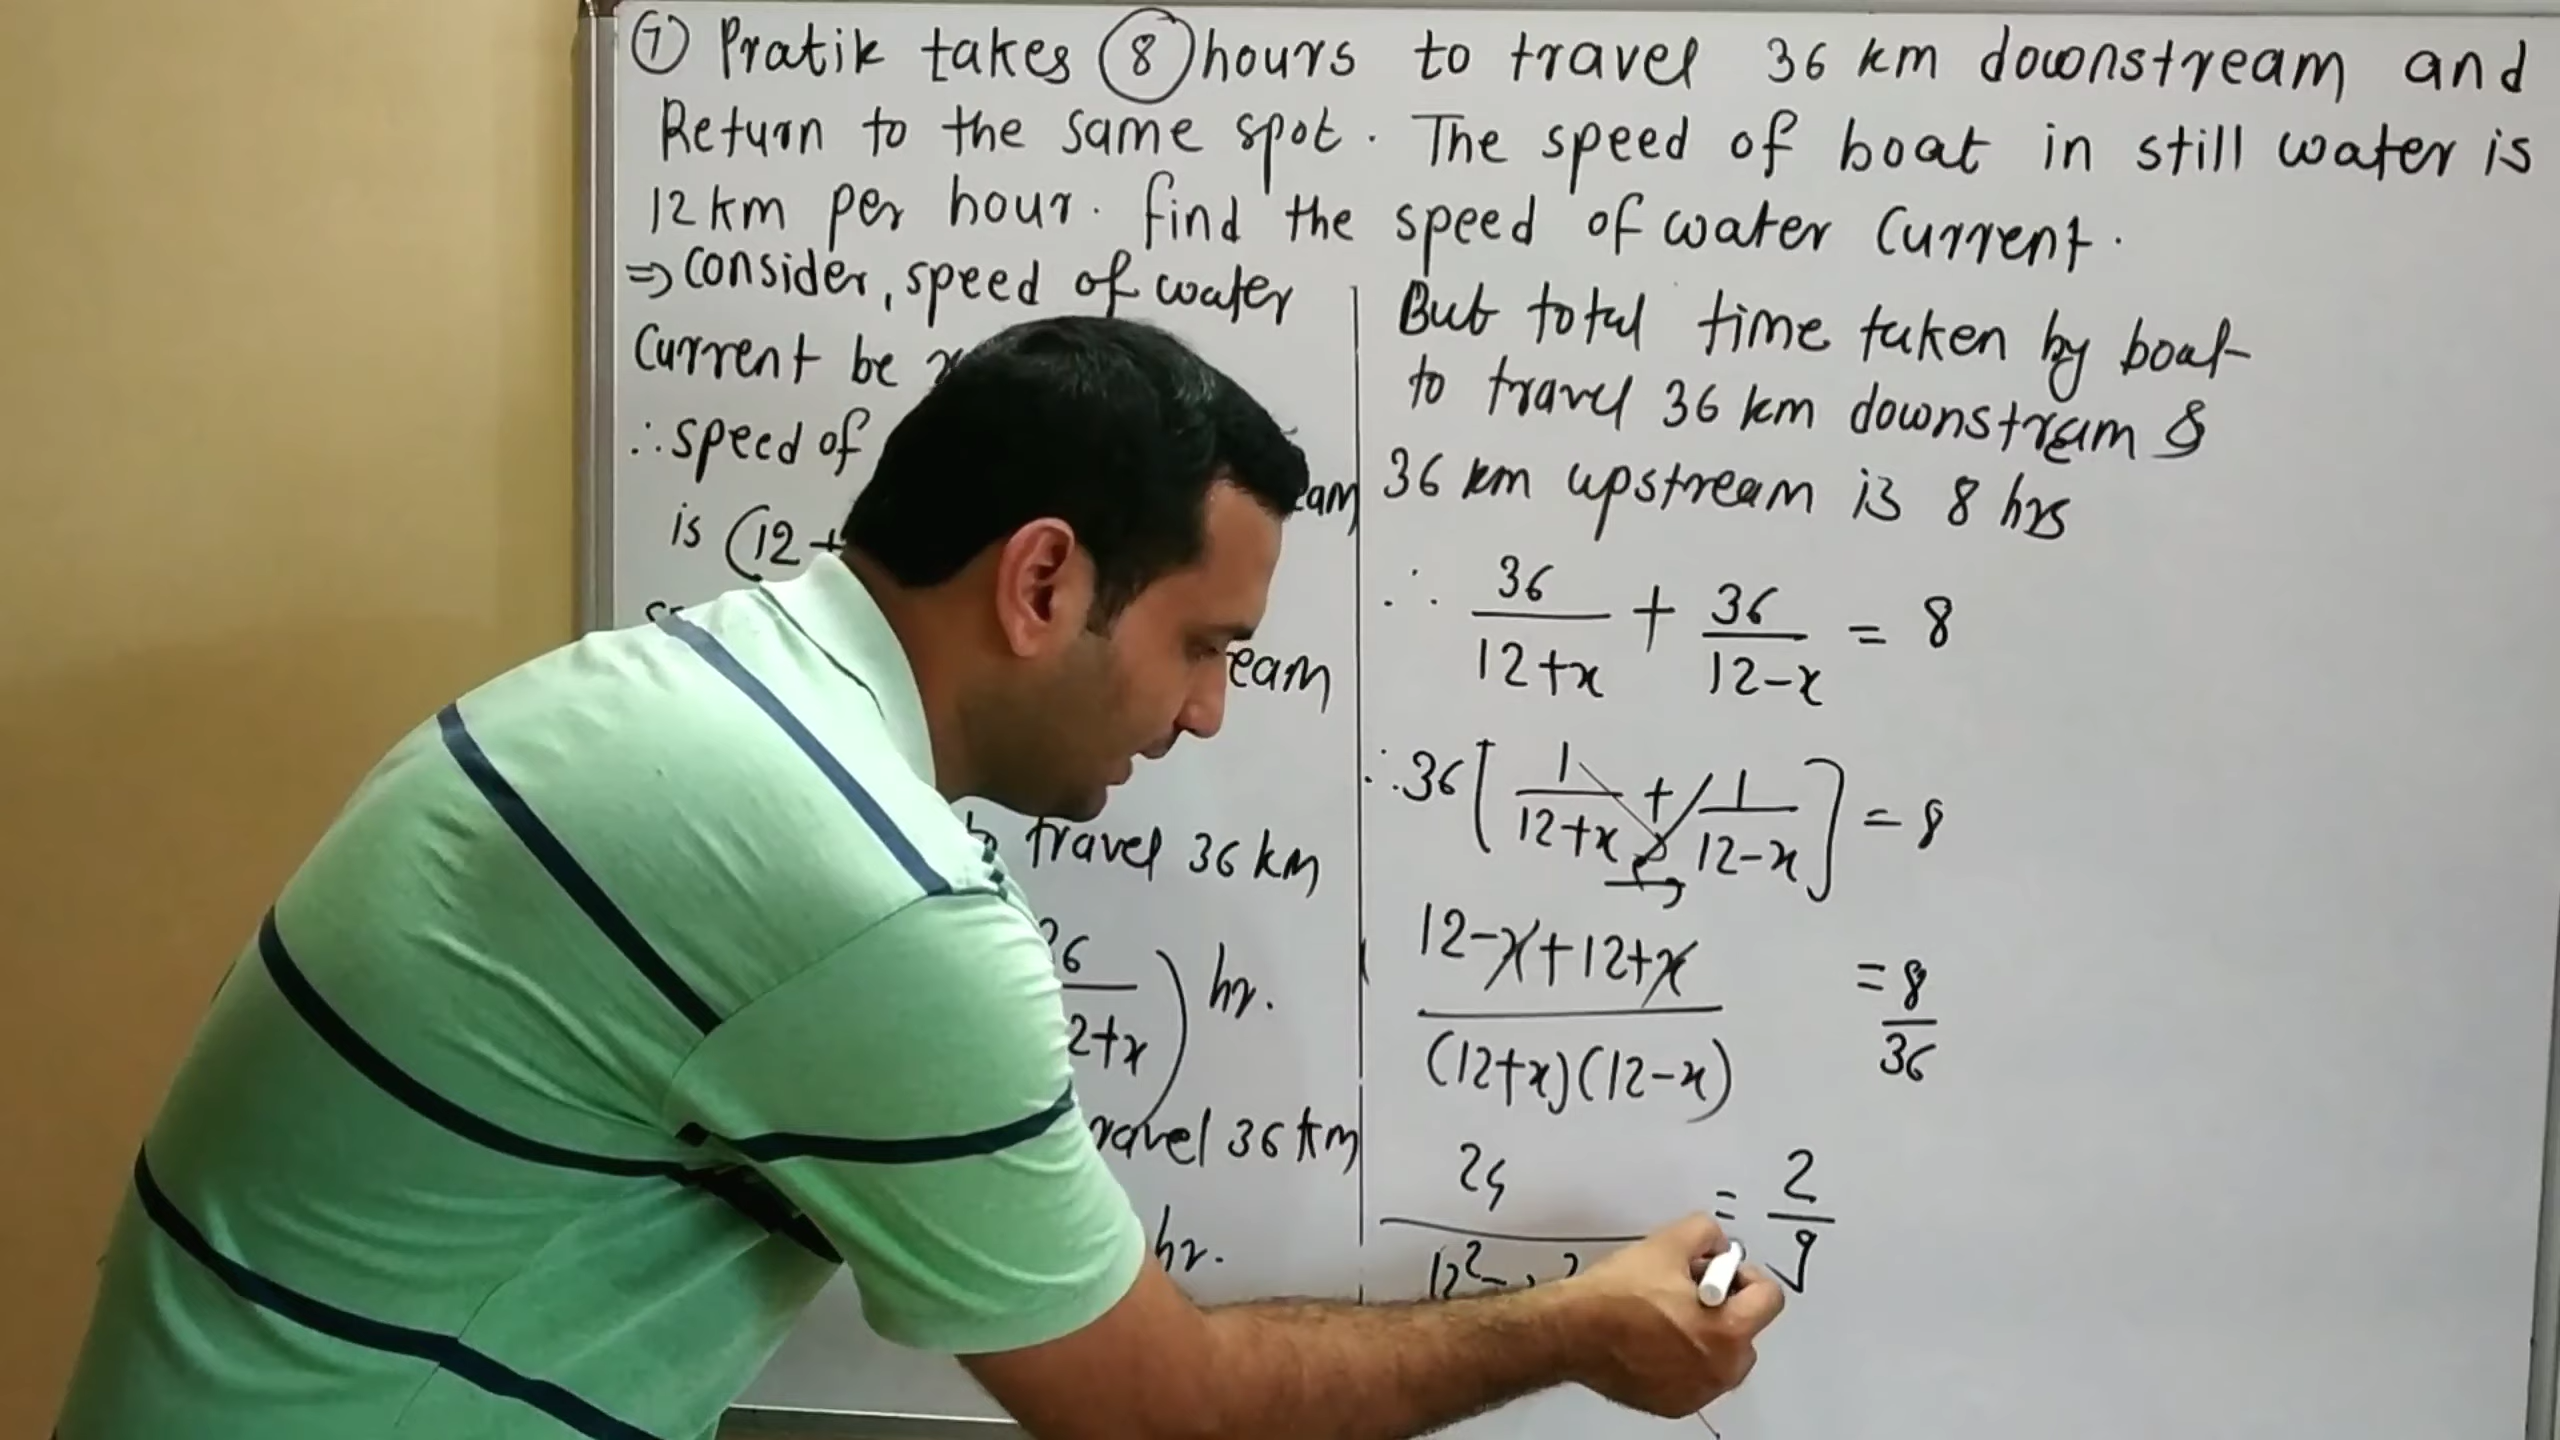 7 Pratik takes 8 hours to travel 36 km downstream and
Return to the same spot. The speed of boat in still water is
12 km per hour. find the speed of water current.
⇒ consider, speed of water
current be x
∴ speed of
is (12+
eam
eam
travel 36 km
36
2+x
) hr.
ravel 36 km
hr.
But total time taken by boat
to travel 36 km downstream &
36 km upstream is 8 hrs
∴ 36/12+x + 36/12-x = 8
∴ 36 [ 1/12+x + 1/12-x ] = 8
12-x+12+x/(12+x)(12-x) = 8/36
24/12² - ² = 2/9